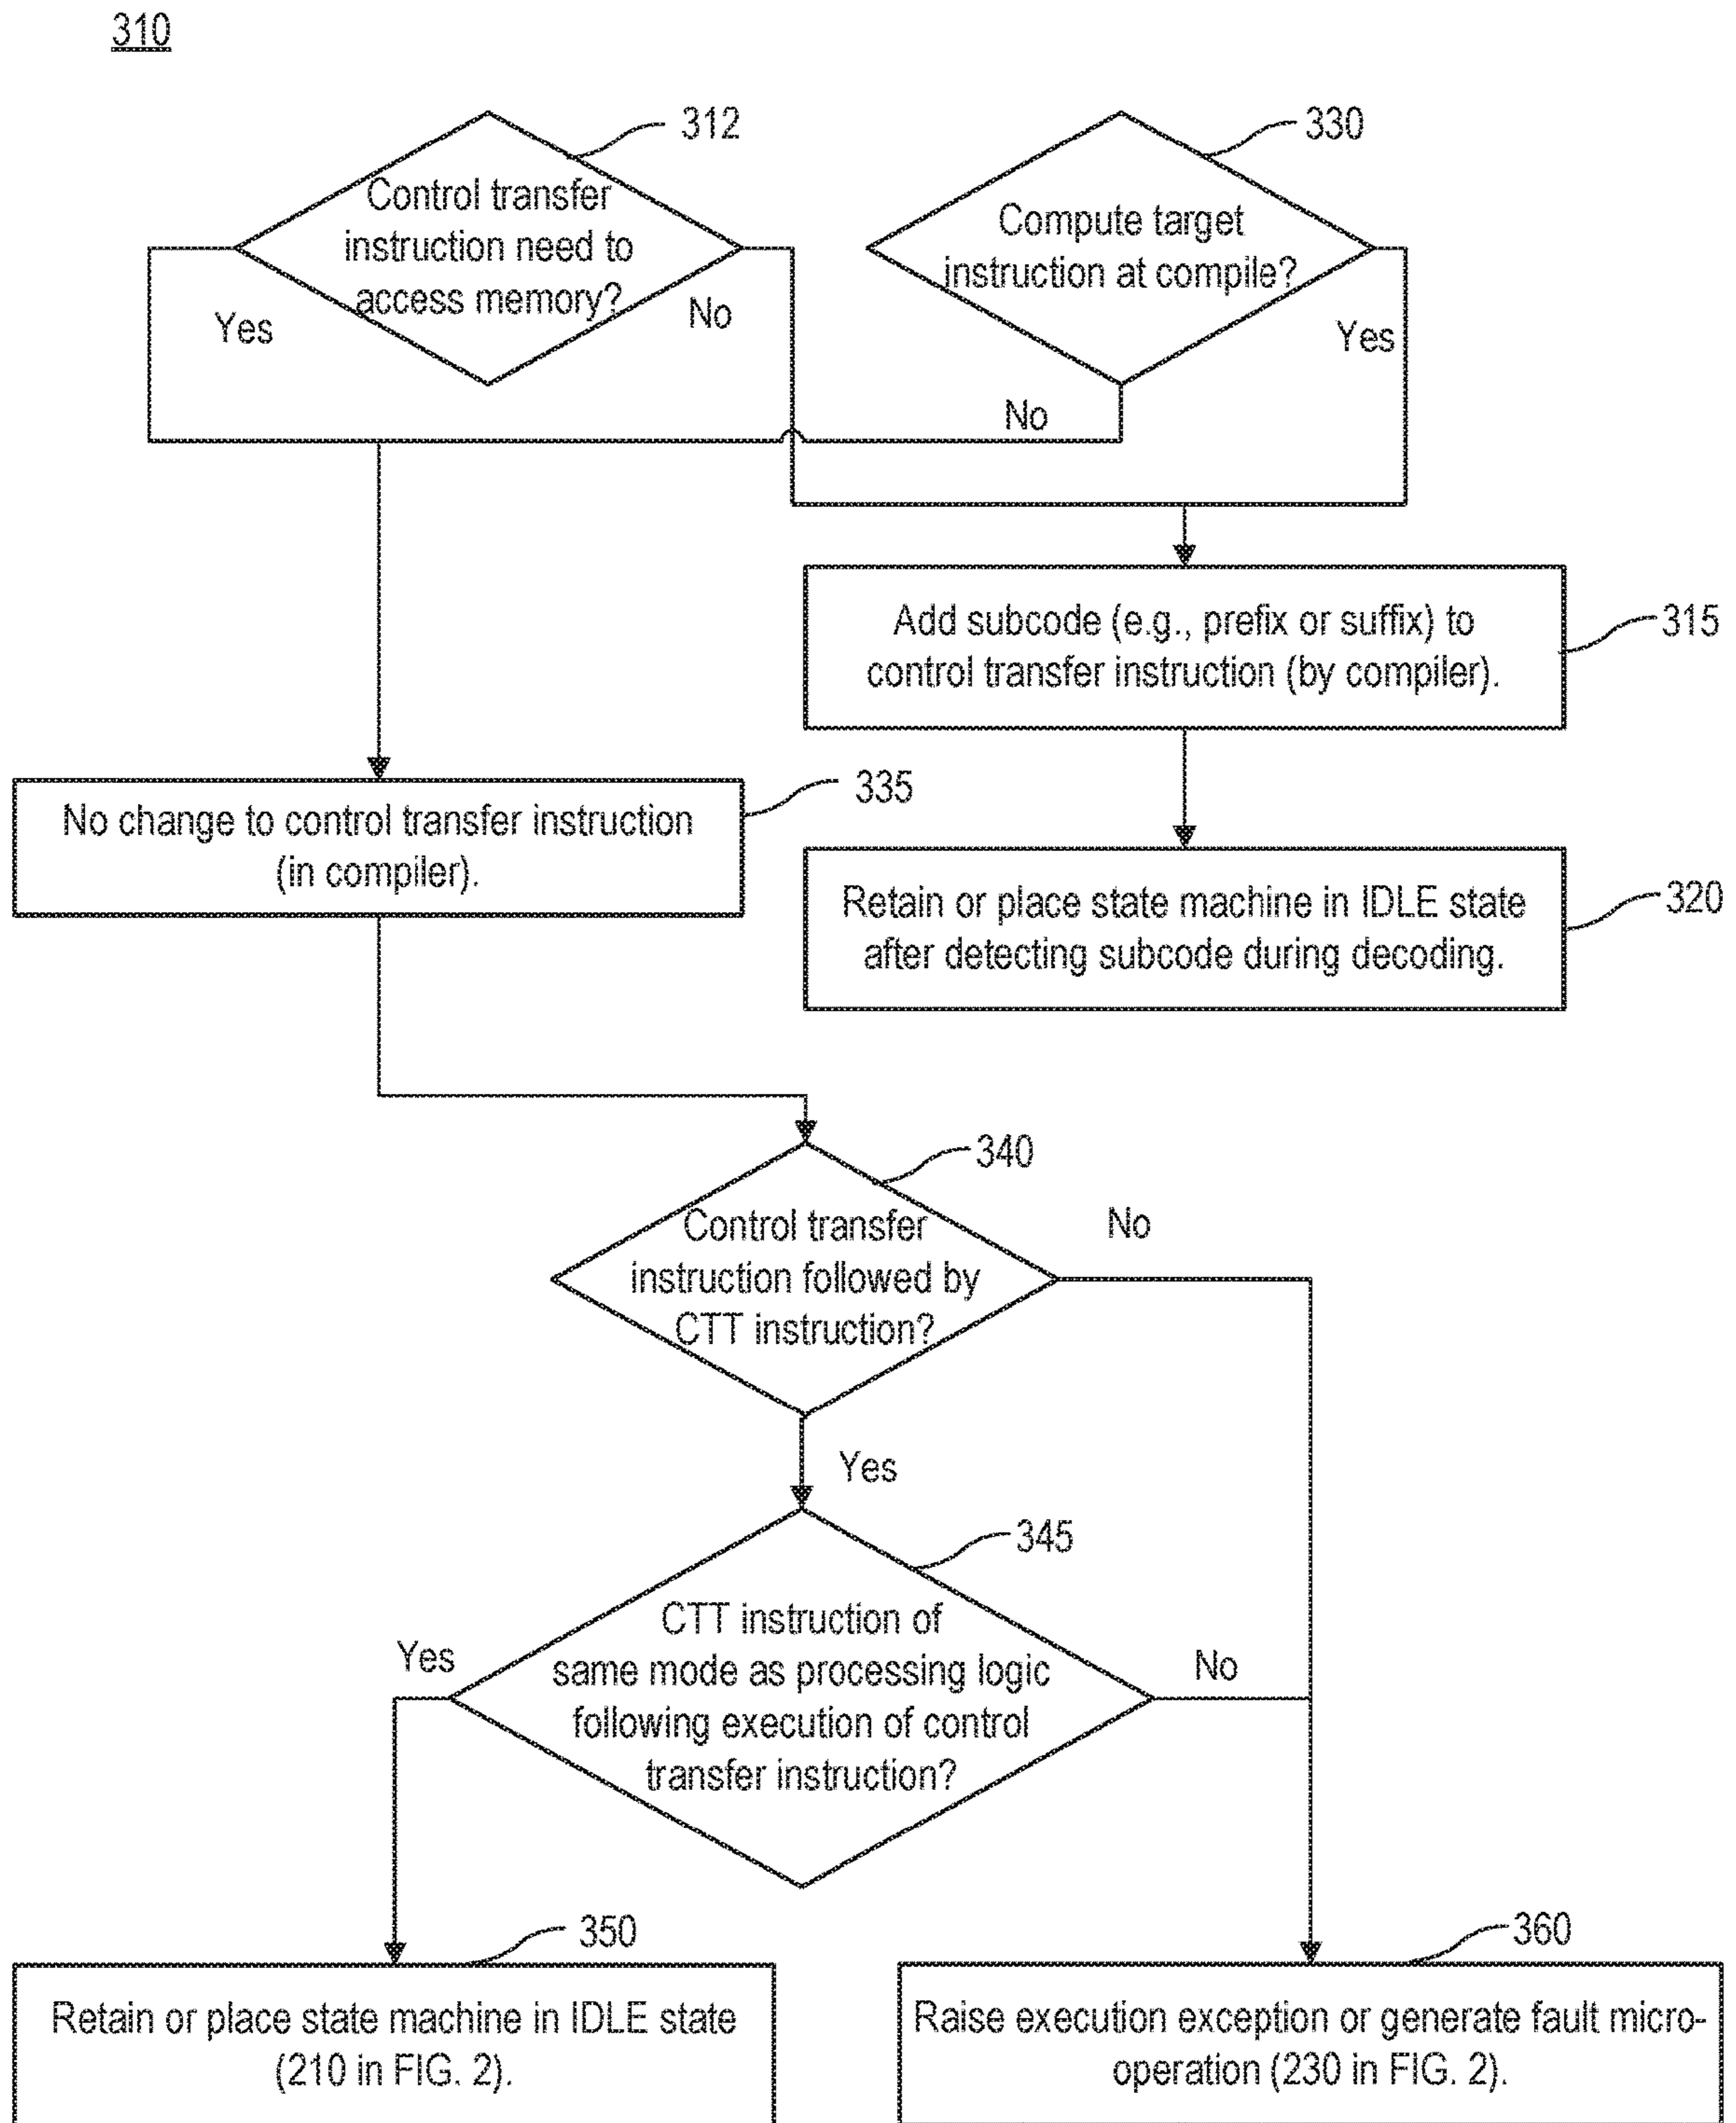 310
312
330
Control transfer
instruction need to
access memory?
Compute target
instruction at compile?
Yes
No
Yes
No
Add subcode (e.g., prefix or suffix) to
control transfer instruction (by compiler).
315
335
No change to control transfer instruction
(in compiler).
Retain or place state machine in IDLE state
after detecting subcode during decoding.
320
340
Control transfer
instruction followed by
CTT instruction?
No
Yes
345
CTT instruction of
same mode as processing logic
following execution of control
transfer instruction?
Yes
No
350
360
Retain or place state machine in IDLE state
(210 in FIG. 2).
Raise execution exception or generate fault micro-
operation (230 in FIG. 2).